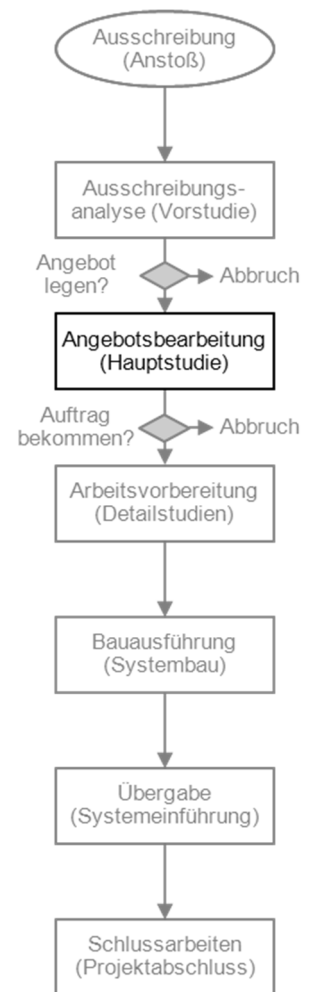 Ausschreibung
(Anstoß)
Ausschreibungs-
analyse (Vorstudie)
Angebot
legen?
Abbruch
Angebotsbearbeitung
(Hauptstudie)
Auftrag
bekommen?
Abbruch
Arbeitsvorbereitung
(Detailstudien)
Bauausführung
(Systembau)
Übergabe
(Systemeinführung)
Schlussarbeiten
(Projektabschluss)